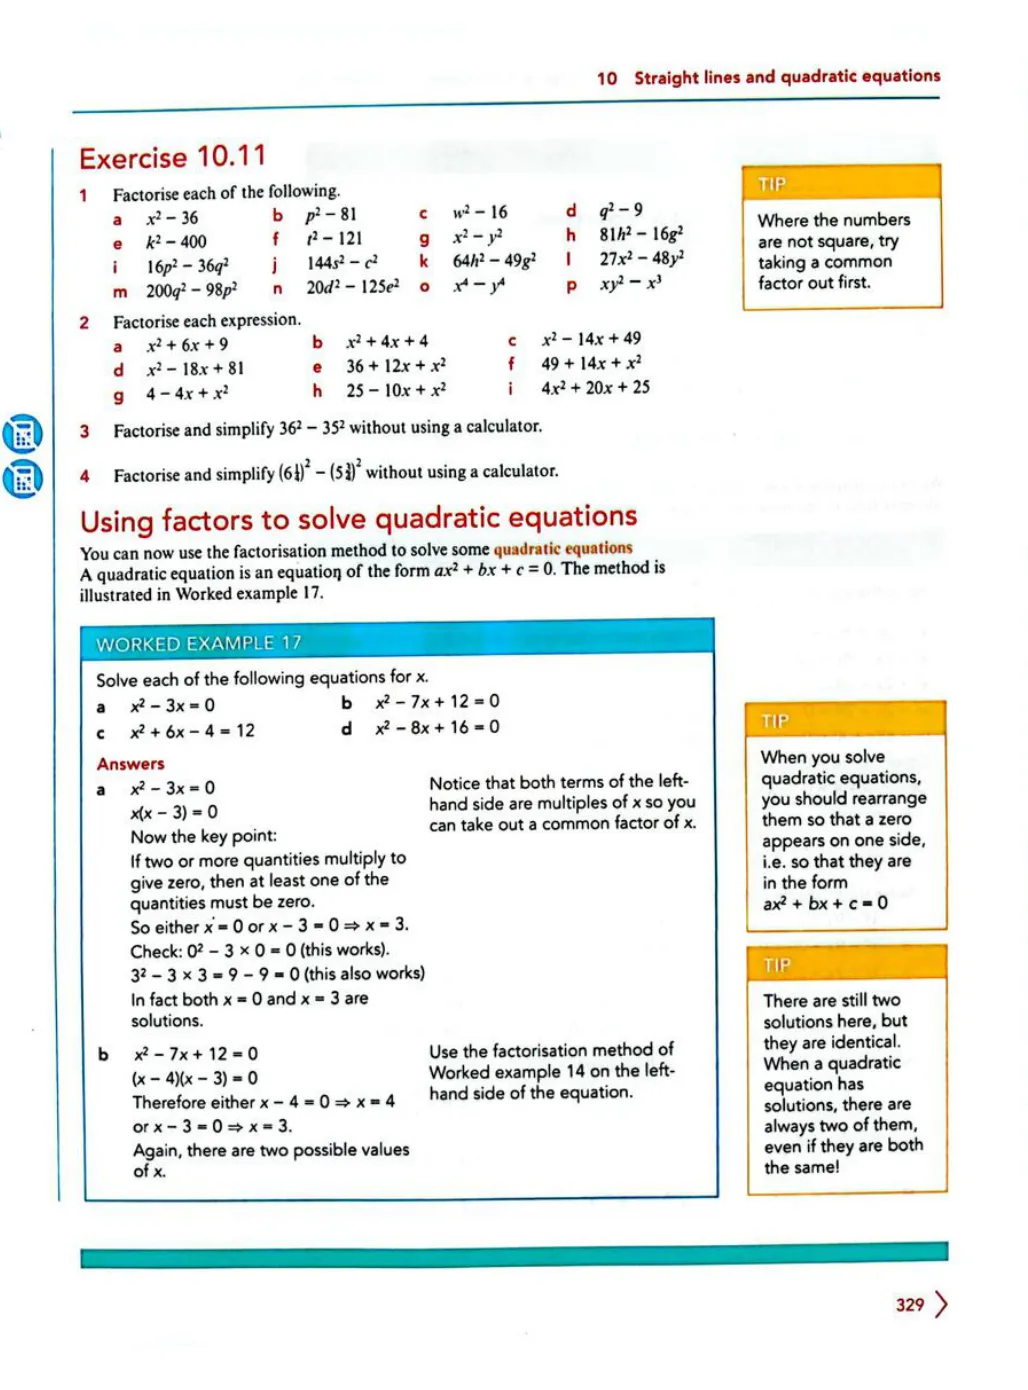 10 Straight lines and quadratic equations
Exercise 10.11
1 Factorise each of the following.
a x² – 36 b p² – 81 c w² – 16 d q² – 9
e k² – 400 f t² – 121 g x² – y² h 81h² – 16g²
i 16p² – 36q² j 144s² – c² k 64h² – 49g² l 27x² – 48y²
m 200q² – 98p² n 20d² – 125e² o x⁴ – y⁴ p xy² – x³
TIP
Where the numbers
are not square, try
taking a common
factor out first.
2 Factorise each expression.
a x² + 6x + 9 b x² + 4x + 4 c x² – 14x + 49
d x² – 18x + 81 e 36 + 12x + x² f 49 + 14x + x²
g 4 – 4x + x² h 25 – 10x + x² i 4x² + 20x + 25
3 Factorise and simplify 36² – 35² without using a calculator.
4 Factorise and simplify (6¼)² – (5¾)² without using a calculator.
Using factors to solve quadratic equations
You can now use the factorisation method to solve some quadratic equations
A quadratic equation is an equation of the form ax² + bx + c = 0. The method is
illustrated in Worked example 17.
WORKED EXAMPLE 17
Solve each of the following equations for x.
a x² – 3x = 0 b x² – 7x + 12 = 0
c x² + 6x – 4 = 12 d x² – 8x + 16 = 0
Answers
a x² – 3x = 0
x(x – 3) = 0
Now the key point:
If two or more quantities multiply to
give zero, then at least one of the
quantities must be zero.
So either x = 0 or x – 3 = 0 ⇒ x = 3.
Check: 0² – 3 × 0 = 0 (this works).
3² – 3 × 3 = 9 – 9 = 0 (this also works)
In fact both x = 0 and x = 3 are
solutions.
Notice that both terms of the left-
hand side are multiples of x so you
can take out a common factor of x.
b x² – 7x + 12 = 0
(x – 4)(x – 3) = 0
Therefore either x – 4 = 0 ⇒ x = 4
or x – 3 = 0 ⇒ x = 3.
Again, there are two possible values
of x.
Use the factorisation method of
Worked example 14 on the left-
hand side of the equation.
TIP
When you solve
quadratic equations,
you should rearrange
them so that a zero
appears on one side,
i.e. so that they are
in the form
ax² + bx + c = 0
TIP
There are still two
solutions here, but
they are identical.
When a quadratic
equation has
solutions, there are
always two of them,
even if they are both
the same!
329